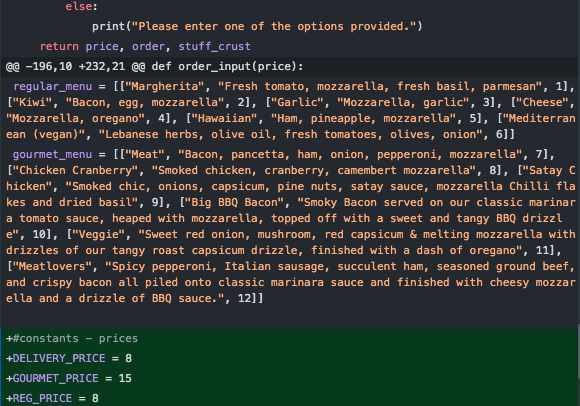 else:
print("Please enter one of the options provided.")
return price, order, stuff_crust
@@ -196,10 +232,21 @@ def order_input(price):
regular_menu = [["Margherita", "Fresh tomato, mozzarella, fresh basil, parmesan", 1],
["Kiwi", "Bacon, egg, mozzarella", 2], ["Garlic", "Mozzarella, garlic", 3], ["Cheese",
"Mozzarella, oregano", 4], ["Hawaiian", "Ham, pineapple, mozzarella", 5], ["Mediterran
ean (vegan)", "Lebanese herbs, olive oil, fresh tomatoes, olives, onion", 6]]
gourmet_menu = [["Meat", "Bacon, pancetta, ham, onion, pepperoni, mozzarella", 7],
["Chicken Cranberry", "Smoked chicken, cranberry, camembert mozzarella", 8], ["Satay C
hicken", "Smoked chic, onions, capsicum, pine nuts, satay sauce, mozzarella Chilli fla
kes and dried basil", 9], ["Big BBQ Bacon", "Smoky Bacon served on our classic marinar
a tomato sauce, heaped with mozzarella, topped off with a sweet and tangy BBQ drizzl
e", 10], ["Veggie", "Sweet red onion, mushroom, red capsicum & melting mozzarella with
drizzles of our tangy roast capsicum drizzle, finished with a dash of oregano", 11],
["Meatlovers", "Spicy pepperoni, Italian sausage, succulent ham, seasoned ground beef,
and crispy bacon all piled onto classic marinara sauce and finished with cheesy mozzar
ella and a drizzle of BBQ sauce.", 12]]
+#constants - prices
+DELIVERY_PRICE = 8
+GOURMET_PRICE = 15
+REG_PRICE = 8